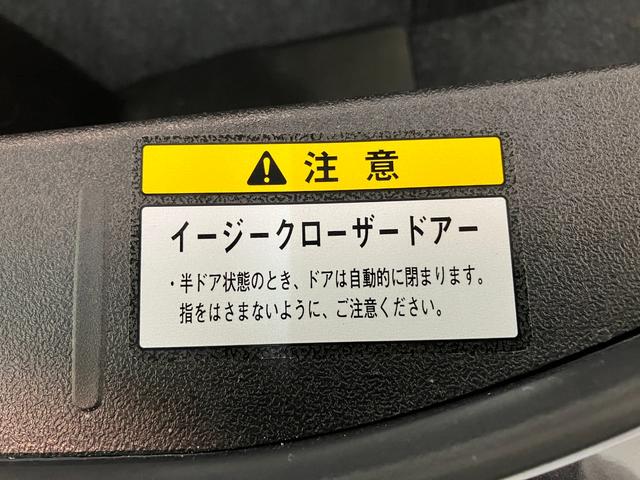 注意
イージークローザードアー
・半ドア状態のとき、ドアは自動的に閉まります。
指をはさまないように、ご注意ください。